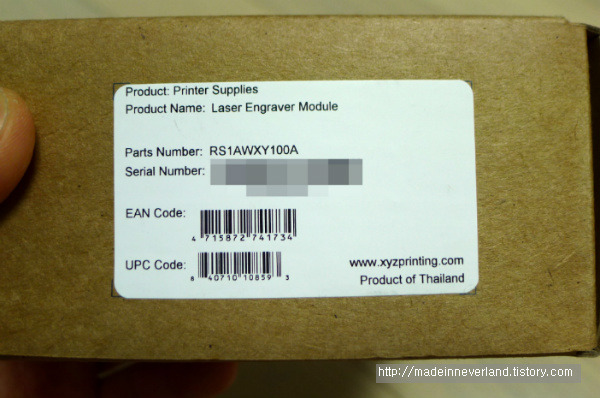 Product: Printer Supplies
Product Name: Laser Engraver Module
Parts Number: RS1AWXY100A
Serial Number:
EAN Code:
4 715872 741734
UPC Code:
8 40710 10859 3
www.xyzprinting.com
Product of Thailand
http://madeinneverland.tistory.com